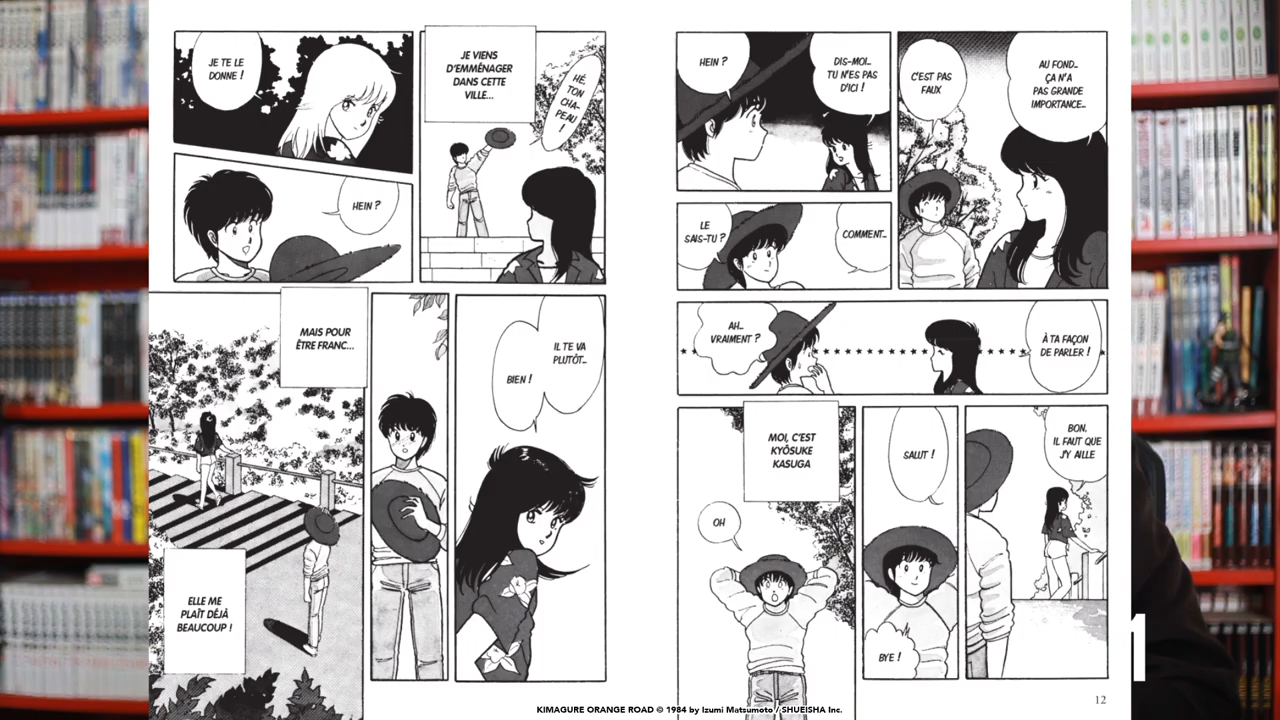 AU FOND..
ÇA N'A
PAS GRANDE
IMPORTANCE..
C'EST PAS
FAUX
DIS-MOI..
TU N'ES PAS
D'ICI !
HEIN ?
COMMENT..
LE
SAIS-TU ?
À TA FAÇON
DE PARLER !
AH..
VRAIMENT ?
BON.
IL FAUT QUE
J'Y AILLE
SALUT !
BYE !
MOI, C'EST
KYÔSUKE
KASUGA
OH
12
HÉ,
TON
CHA-
PEAU
!
JE VIENS
D'EMMÉNAGER
DANS CETTE
VILLE...
JE TE LE
DONNE !
HEIN ?
IL TE VA
PLUTÔT..
BIEN !
MAIS POUR
ÊTRE FRANC...
ELLE ME
PLAÎT DÉJÀ
BEAUCOUP !
KIMAGURE ORANGE ROAD © 1984 by Izumi Matsumoto / SHUEISHA Inc.